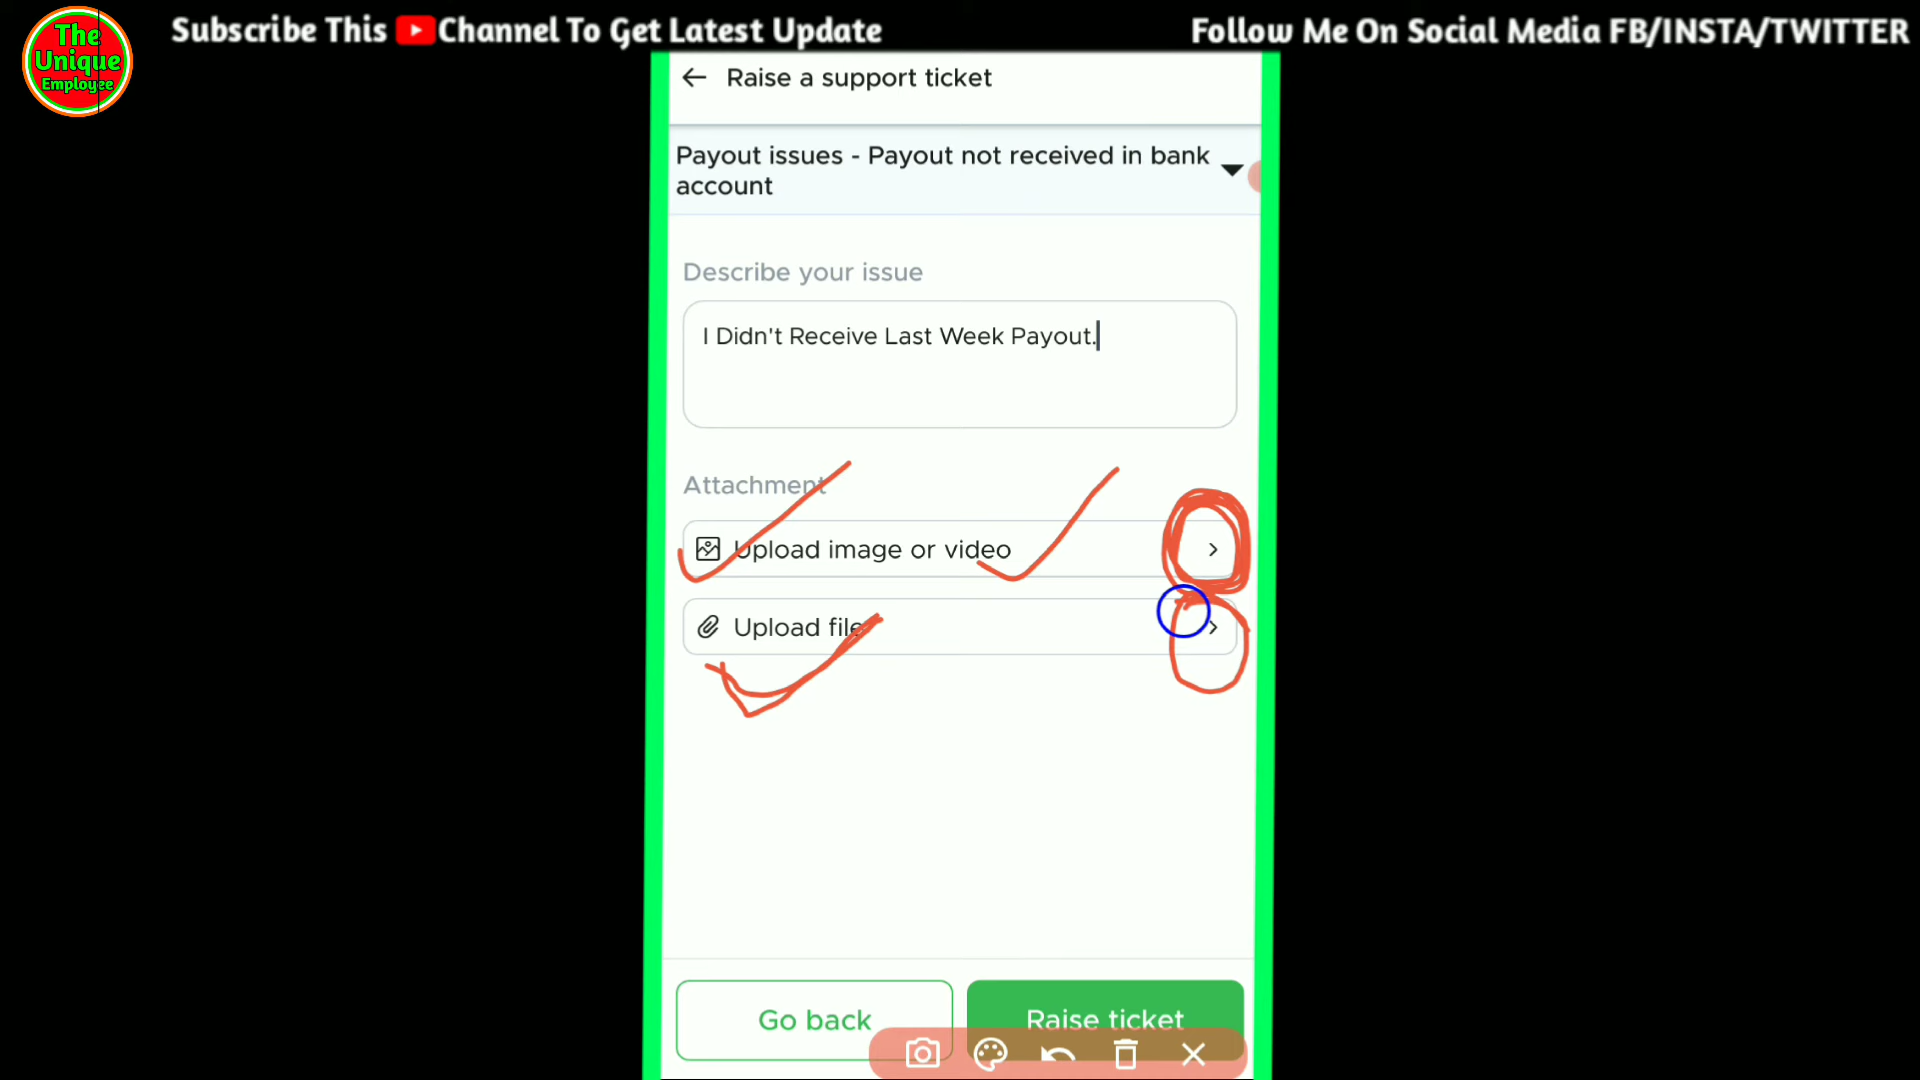 The
Unique
Employee
Subscribe This Channel To Get Latest Update
Follow Me On Social Media FB/INSTA/TWITTER
Raise a support ticket
Payout issues - Payout not received in bank
account
Describe your issue
I Didn't Receive Last Week Payout.
Attachment
Upload image or video
Upload file
Go back
Raise ticket